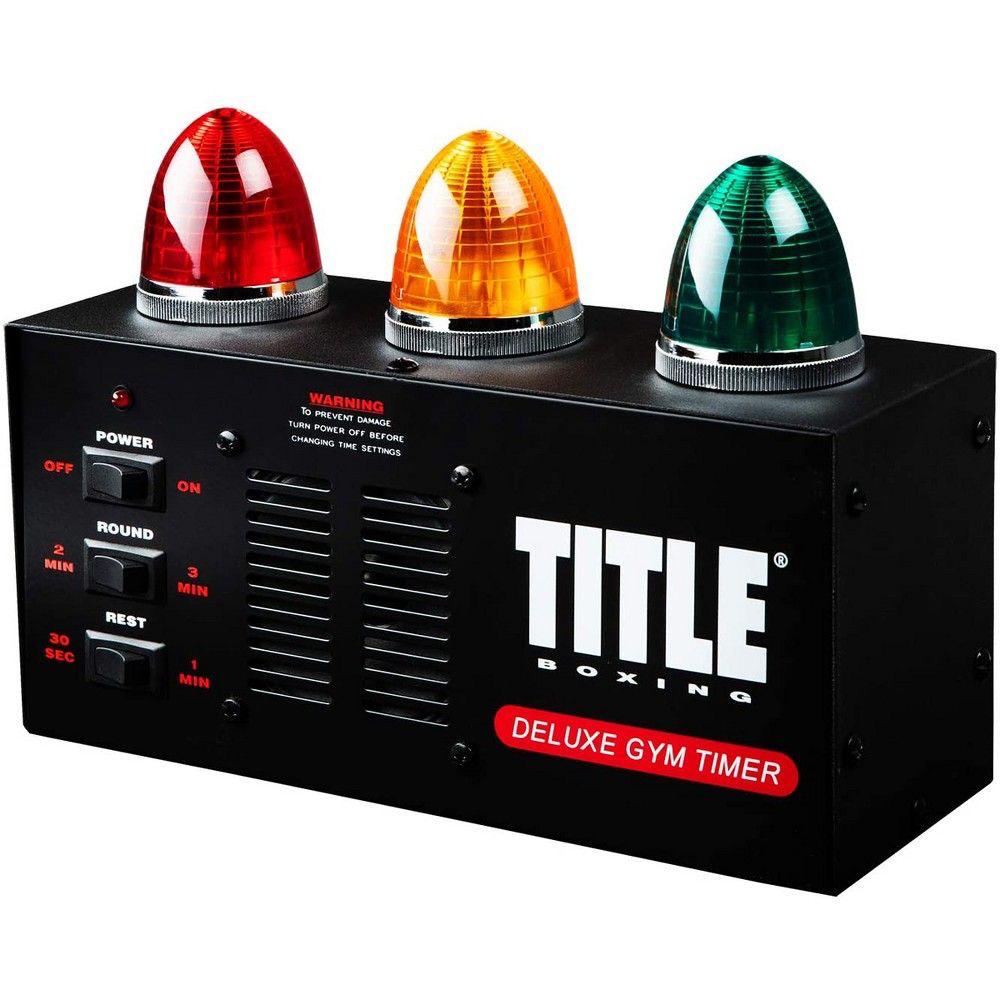 WARNING
TO PREVENT DAMAGE
TURN POWER OFF BEFORE
CHANGING TIME SETTINGS
POWER
OFF
ON
ROUND
2
MIN
3
MIN
REST
30
SEC
1
MIN
TITLE®
BOXING
DELUXE GYM TIMER